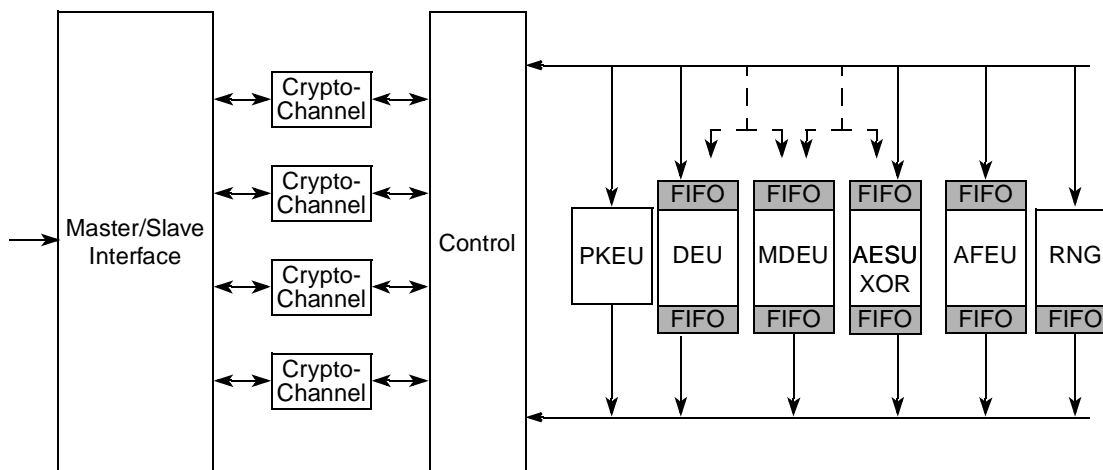 Crypto-
Channel
Crypto-
Channel
Crypto-
Channel
Crypto-
Channel
Master/Slave
Interface
Control
FIFO FIFO FIFO FIFO
PKEU DEU MDEU AESU AFEU RNG
XOR
FIFO FIFO FIFO FIFO FIFO